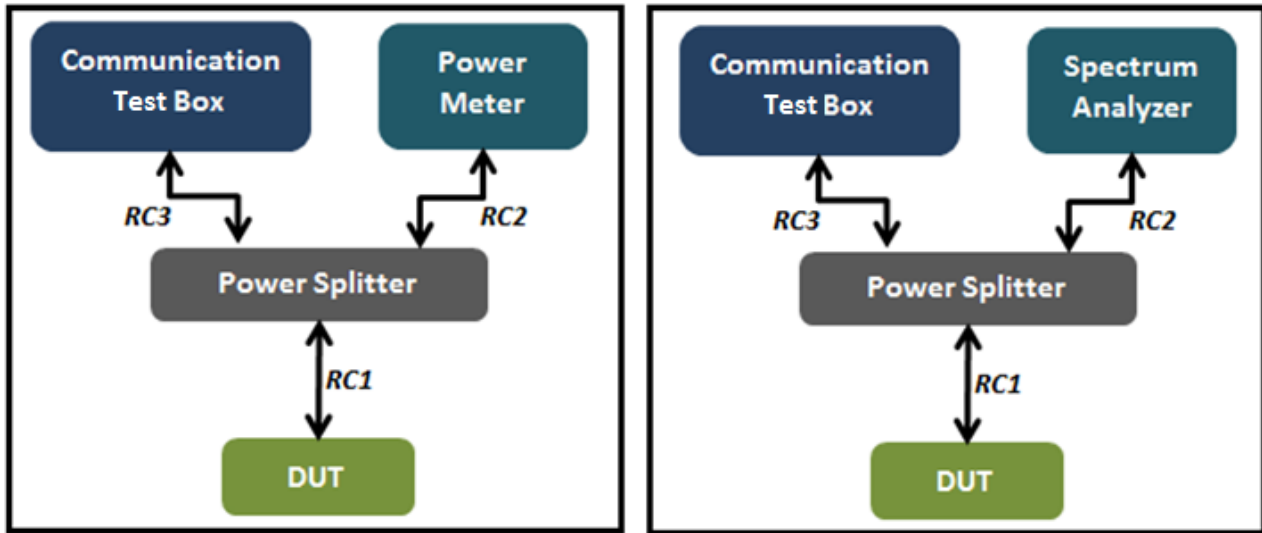 Communication
Test Box
Power
Meter
RC3
RC2
Power Splitter
RC1
DUT
Communication
Test Box
Spectrum
Analyzer
RC3
RC2
Power Splitter
RC1
DUT